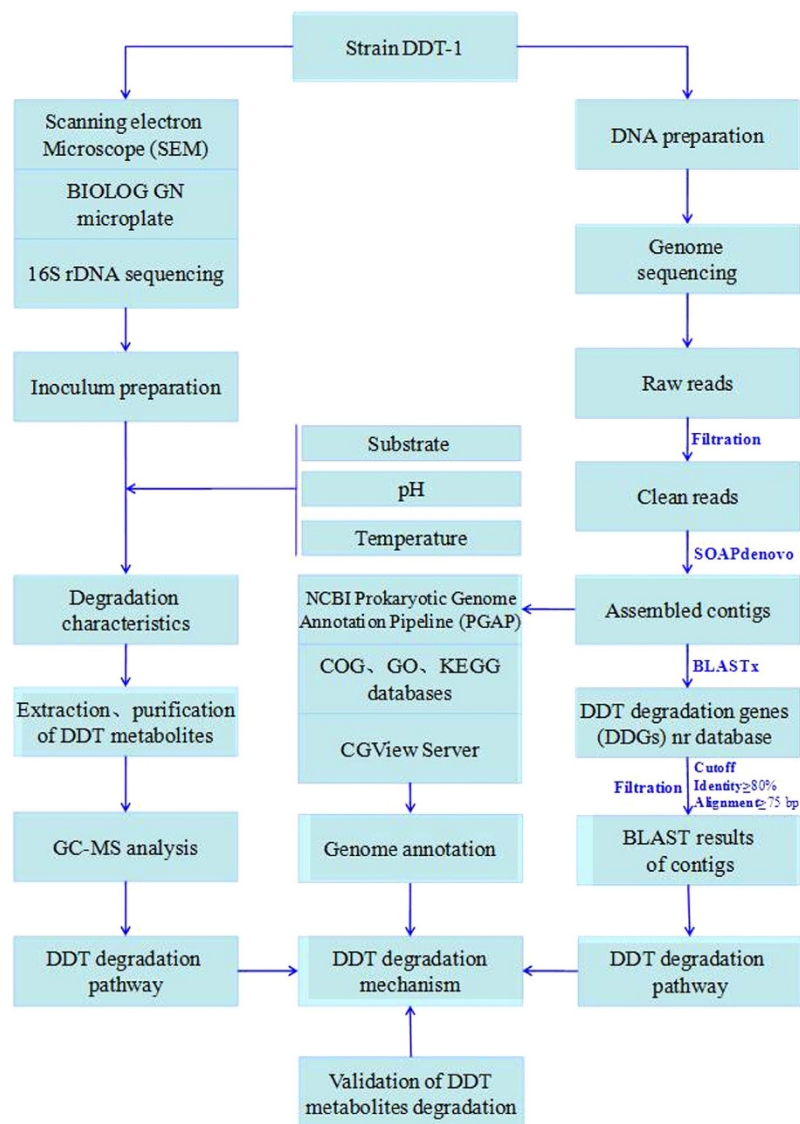 Strain DDT-1
Scanning electron
Microscope (SEM)
BIOLOG GN
microplate
16S rDNA sequencing
Inoculum preparation
Degradation
characteristics
Extraction、purification
of DDT metabolites
GC-MS analysis
DDT degradation
pathway
Substrate
pH
Temperature
NCBI Prokaryotic Genome
Annotation Pipeline (PGAP)
COG、GO、KEGG
databases
CGView Server
Genome annotation
DDT degradation
mechanism
Validation of DDT
metabolites degradation
DNA preparation
Genome
sequencing
Raw reads
Filtration
Clean reads
SOAPdenovo
Assembled contigs
BLASTx
DDT degradation genes
(DDGs) nr database
Filtration
Cutoff
Identity≥80%
Alignment≥75 bp
BLAST results
of contigs
DDT degradation
pathway